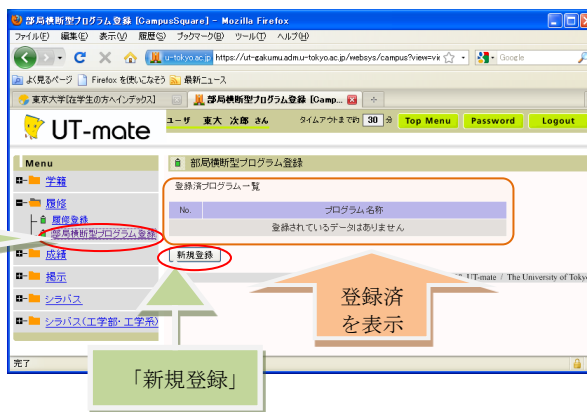 部局横断型プログラム登録 [CampusSquare] - Mozilla Firefox
ファイル(F) 編集(E) 表示(V) 履歴(S) ブックマーク(B) ツール(T) ヘルプ(H)
u-tokyo.ac.jp https://ut-gakumu.adm.u-tokyo.ac.jp/websys/campus?view=vie Google
よく見るページ Firefox を使いこなそう 最新ニュース
東京大学[在学生の方へインデックス] 部局横断型プログラム登録 [Camp...
UT-mate
ユーザ 東大 次郎 さん タイムアウトまで約 30 分 Top Menu Password Logout
Menu
部局横断型プログラム登録
学籍
登録済プログラム一覧
履修
No. プログラム名称
履修登録
登録されているデータはありません
部局横断型プログラム登録
成績
新規登録
掲示
UT-mate / The University of Tokyo
シラバス
シラバス(工学部・工学系)
登録済
を表示
完了
「新規登録」